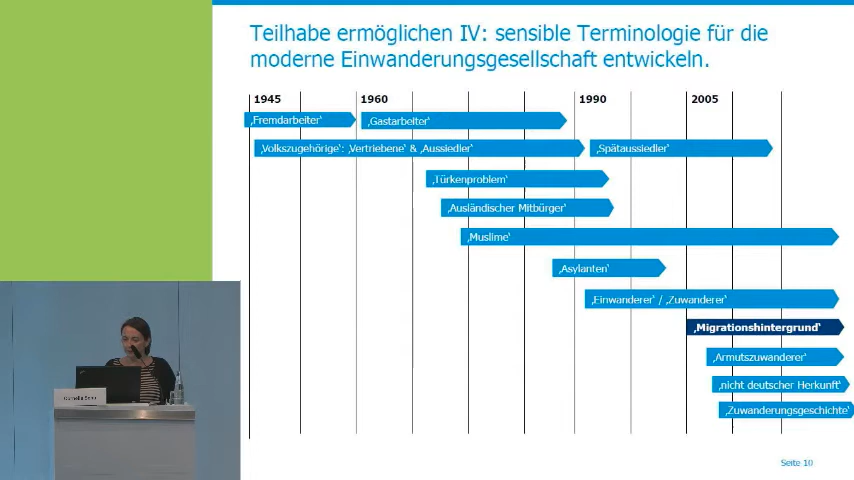 Teilhabe ermöglichen IV: sensible Terminologie für die
moderne Einwanderungsgesellschaft entwickeln.
1945 1960 1990 2005
‚Fremdarbeiter‘ ‚Gastarbeiter‘
‚Volkszugehörige‘: ‚Vertriebene‘ & ‚Aussiedler‘ ‚Spätaussiedler‘
‚Türkenproblem‘
‚Ausländischer Mitbürger‘
‚Muslime‘
‚Asylanten‘
‚Einwanderer‘ / ‚Zuwanderer‘
‚Migrationshintergrund‘
‚Armutszuwanderer‘
‚nicht deutscher Herkunft‘
‚Zuwanderungsgeschichte‘
Seite 10